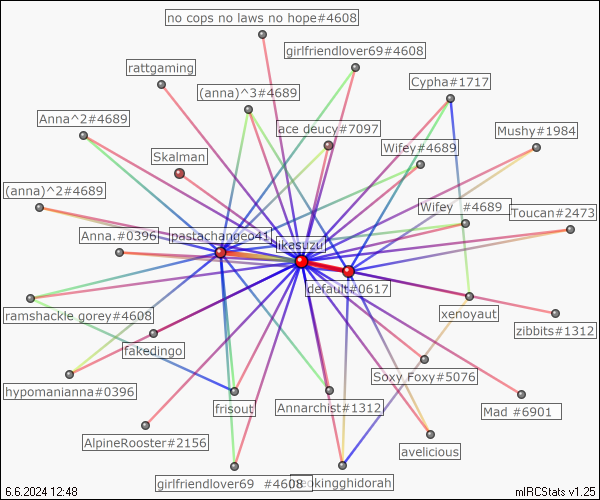 no cops no laws no hope#4608
girlfriendlover69#4608
rattgaming
Cypha#1717
(anna)^3#4689
Anna^2#4689
ace deucy#7097
Mushy#1984
Wifey#4689
Skalman
(anna)^2#4689
Wifey #4689
Toucan#2473
Anna.#0396
pastachangeo41
ikasuzu
default#0617
ramshackle gorey#4608
xenoyaut
zibbits#1312
fakedingo
Soxy Foxy#5076
hypomanianna#0396
frisout
Annarchist#1312
Mad #6901
AlpineRooster#2156
avelicious
girlfriendlover69 #4608
okingghidorah
6.6.2024 12:48
mIRCStats v1.25